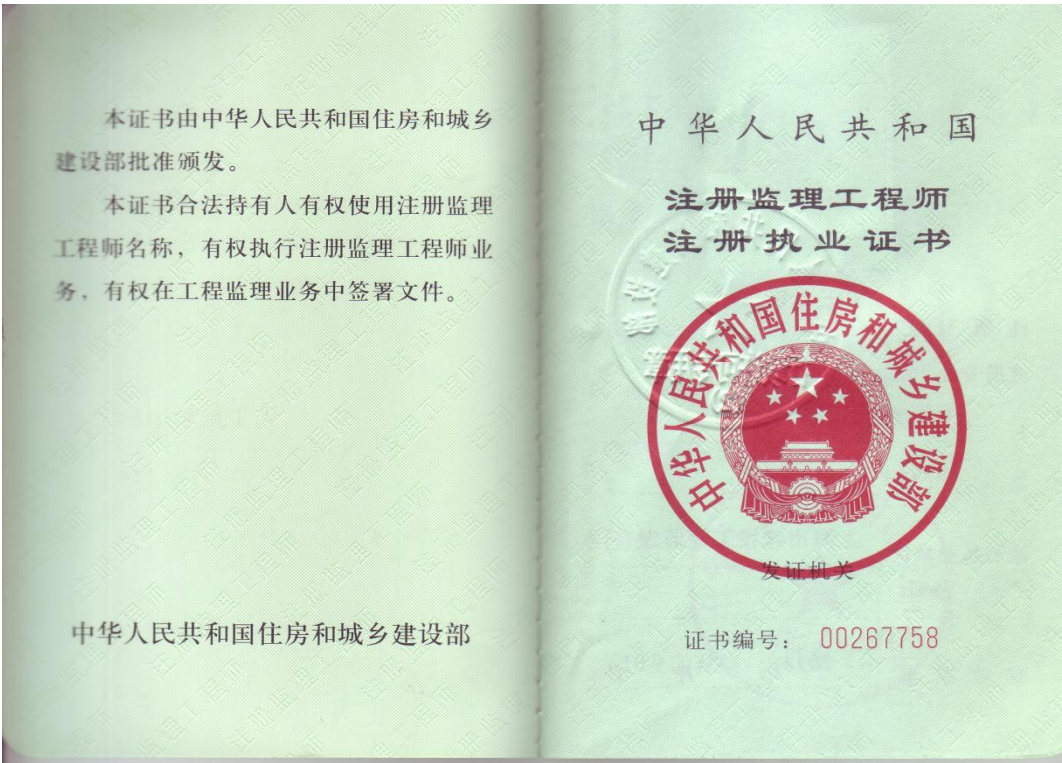 本证书由中华人民共和国住房和城乡
建设部批准颁发。
本证书合法持有人有权使用注册监理
工程师名称，有权执行注册监理工程师业
务，有权在工程监理业务中签署文件。
中华人民共和国住房和城乡建设部
中华人民共和国
注册监理工程师
注册执业证书
中华人民共和国住房和城乡建设部
发证机关
证书编号：00267758